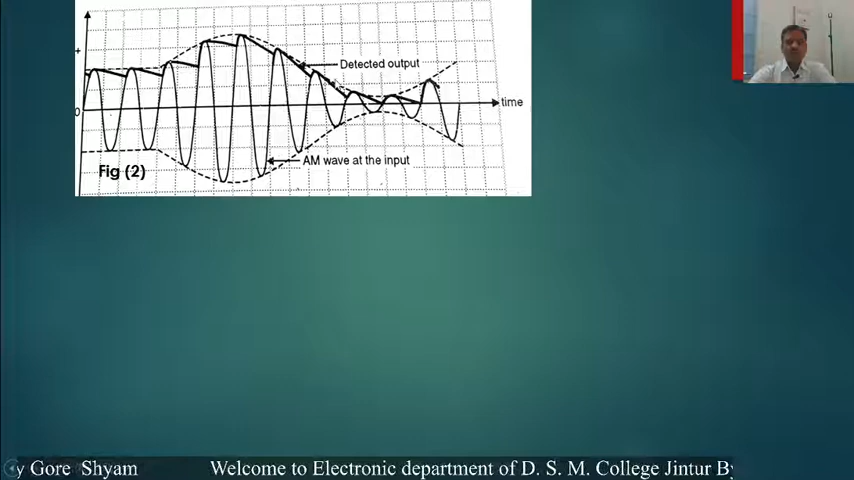 +
Detected output
0
time
AM wave at the input
Fig (2)
y Gore Shyam Welcome to Electronic department of D. S. M. College Jintur By